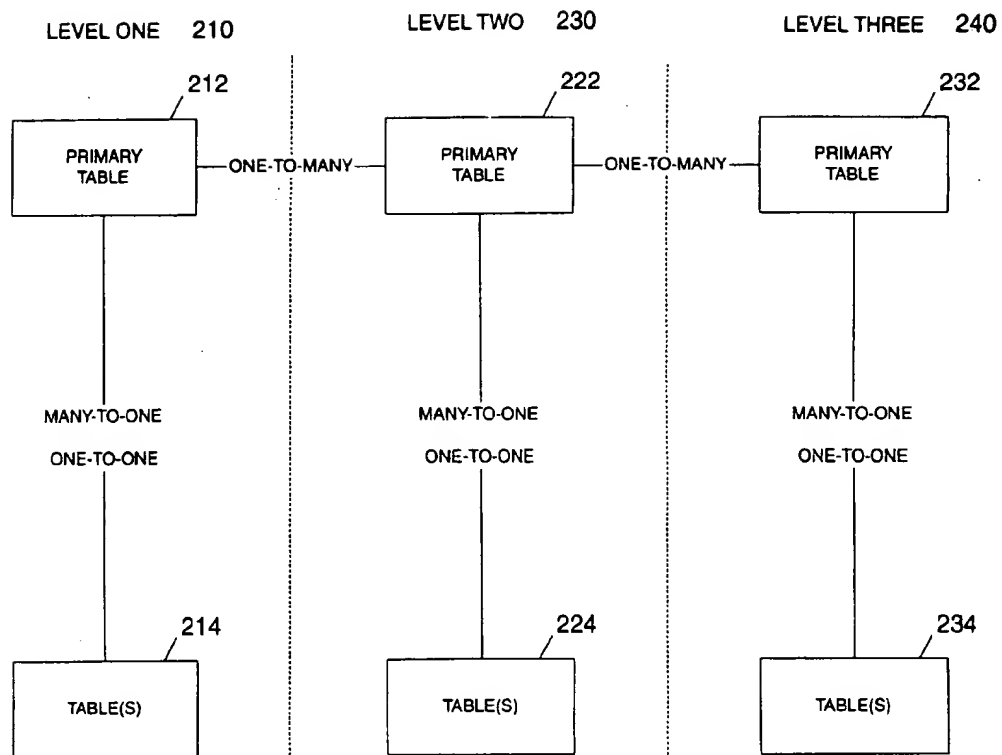 LEVEL ONE 210
LEVEL TWO 230
LEVEL THREE 240
212
222
232
PRIMARY
TABLE
ONE-TO-MANY
PRIMARY
TABLE
ONE-TO-MANY
PRIMARY
TABLE
MANY-TO-ONE
ONE-TO-ONE
MANY-TO-ONE
ONE-TO-ONE
MANY-TO-ONE
ONE-TO-ONE
214
224
234
TABLE(S)
TABLE(S)
TABLE(S)